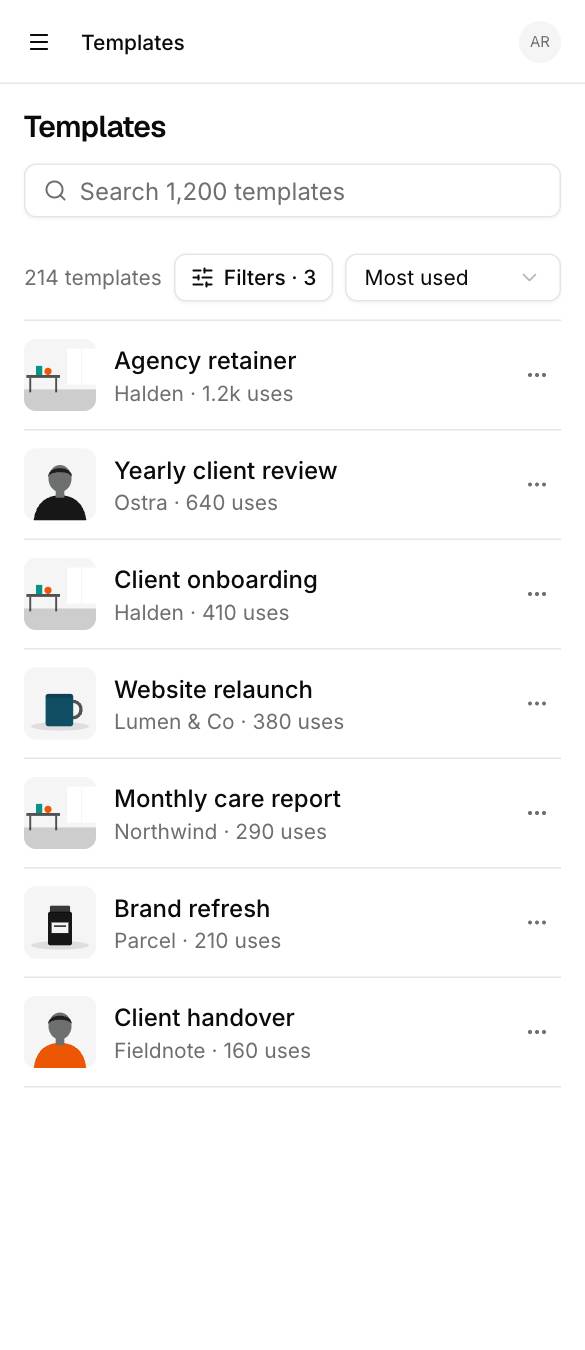 Templates
AR
Templates
Search 1,200 templates
214 templates
Filters · 3
Most used
Agency retainer
Halden · 1.2k uses
Yearly client review
Ostra · 640 uses
Client onboarding
Halden · 410 uses
Website relaunch
Lumen & Co · 380 uses
Monthly care report
Northwind · 290 uses
Brand refresh
Parcel · 210 uses
Client handover
Fieldnote · 160 uses